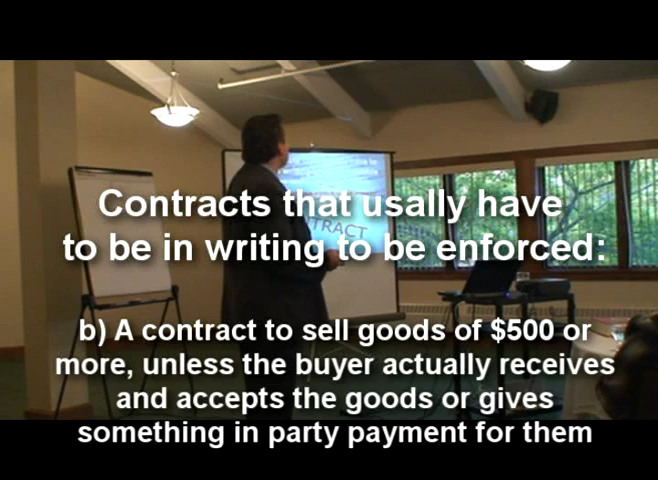 Contracts that usally have
to be in writing to be enforced:
b) A contract to sell goods of $500 or
more, unless the buyer actually receives
and accepts the goods or gives
something in party payment for them